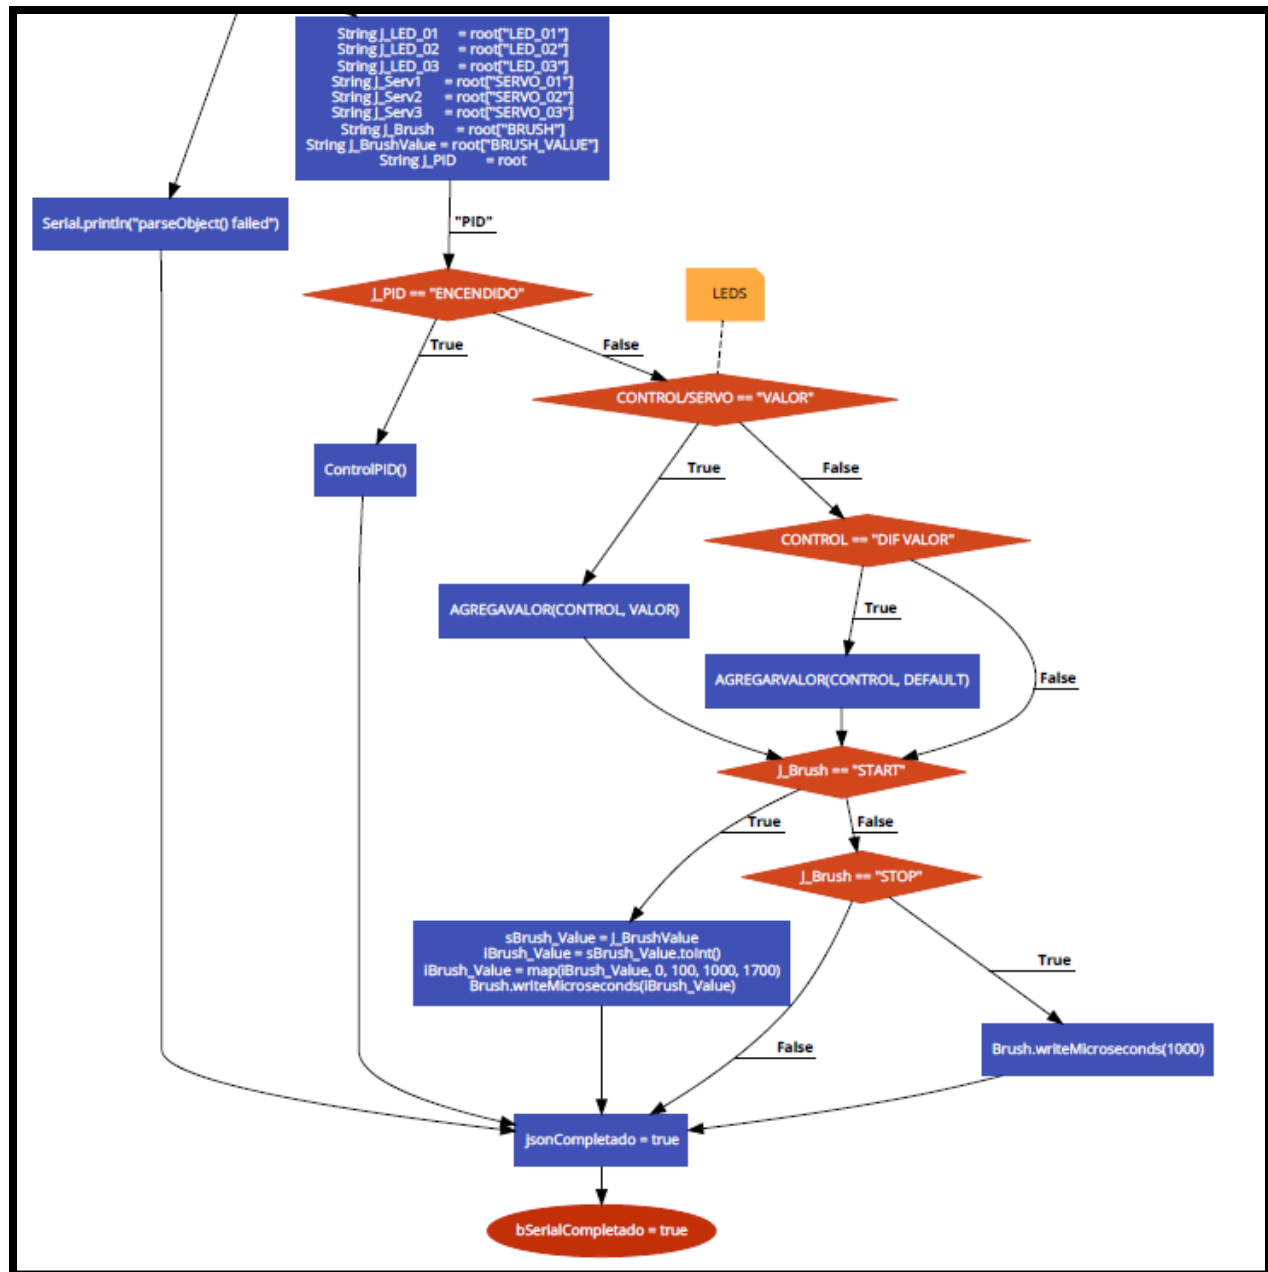 String J_LED_01 = root["LED_01"]
String J_LED_02 = root["LED_02"]
String J_LED_03 = root["LED_03"]
String J_Serv1 = root["SERVO_01"]
String J_Serv2 = root["SERVO_02"]
String J_Serv3 = root["SERVO_03"]
String J_Brush = root["BRUSH"]
String J_BrushValue = root["BRUSH_VALUE"]
String J_PID = root
Serial.println("parseObject() failed")
"PID"
J_PID == "ENCENDIDO"
LEDS
True
False
CONTROL/SERVO == "VALOR"
ControlPID()
True
False
CONTROL == "DIF VALOR"
AGREGAVALOR(CONTROL, VALOR)
True
AGREGARVALOR(CONTROL, DEFAULT)
False
J_Brush == "START"
True
False
J_Brush == "STOP"
sBrush_Value = J_BrushValue
iBrush_Value = sBrush_Value.toInt()
iBrush_Value = map(iBrush_Value, 0, 100, 1000, 1700)
Brush.writeMicroseconds(iBrush_Value)
True
False
Brush.writeMicroseconds(1000)
jsonCompletado = true
bSerialCompletado = true